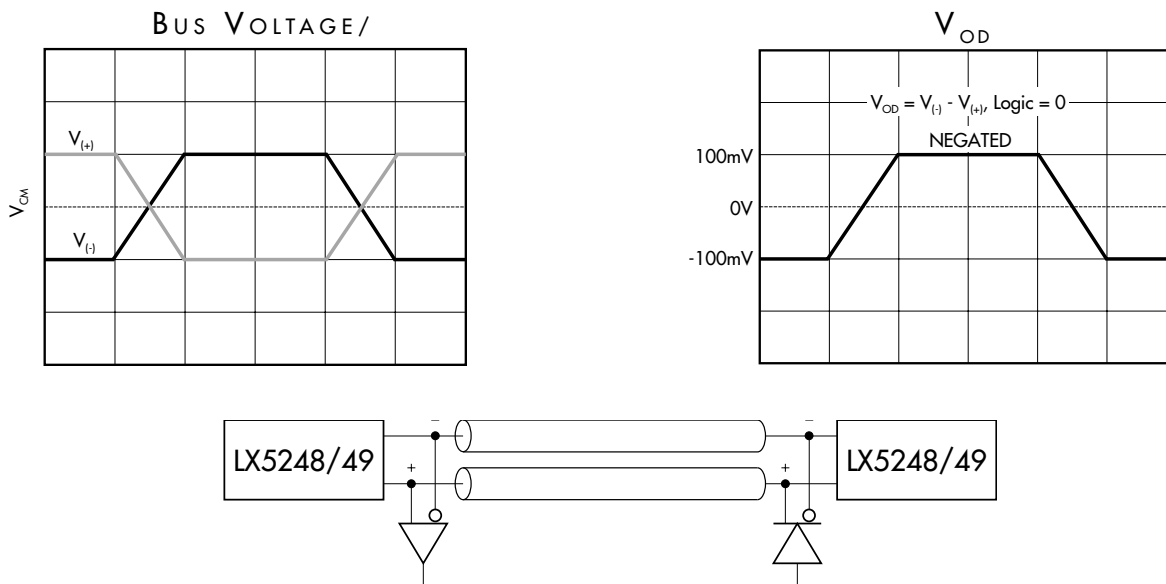 BUS VOLTAGE/
V(+)
VCM
V(-)
VOD
VOD = V(-) - V(+), Logic = 0
NEGATED
100mV
0V
-100mV
LX5248/49
LX5248/49
- 
+
-
+